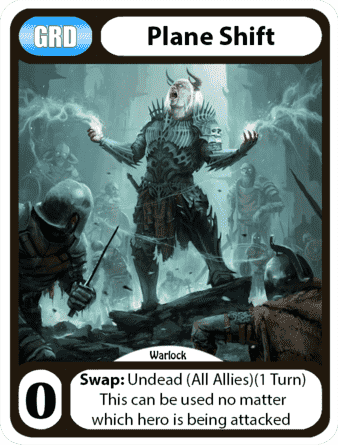 GRD
Plane Shift
Warlock
0
Swap: Undead (All Allies)(1 Turn)
This can be used no matter
which hero is being attacked